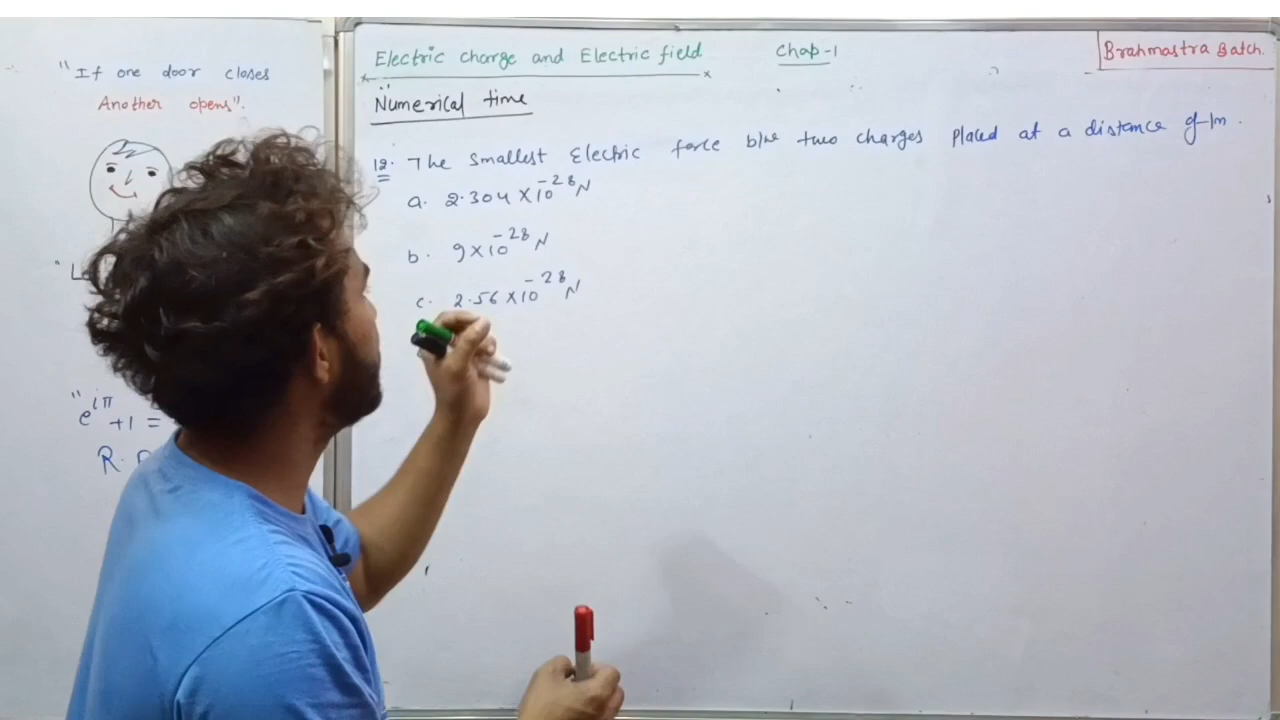 "If one door closes
Another opens".
e^iπ +1 =
R.
Electric charge and Electric field Chap-1
Brahmastra Batch.
Numerical time
12. The smallest Electric force b/w two charges placed at a distance of 1m.
a. 2.304 × 10^-28 N
b. 9 × 10^-28 N
c. 2.56 × 10^-28 N